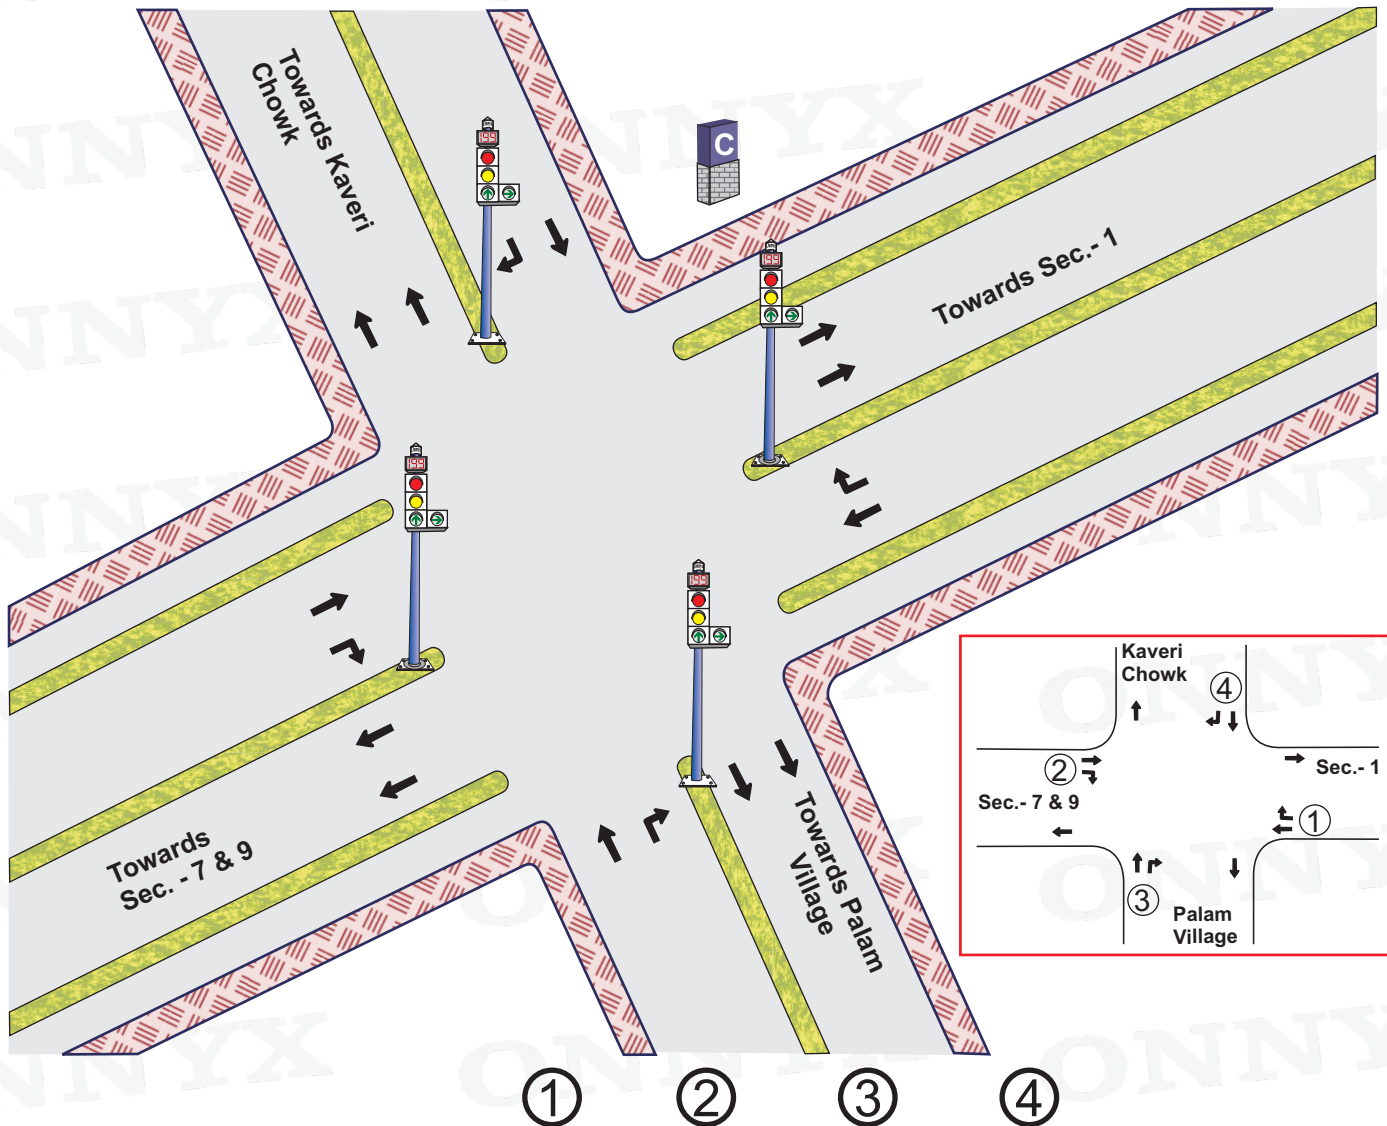 Towards Kaveri
Chowk
C
Towards Sec.- 1
Towards
Sec. - 7 & 9
Towards Palam
Village
Kaveri
Chowk
4
2
Sec.- 1
Sec.- 7 & 9
1
3
Palam
Village
1 2 3 4
ONNYX